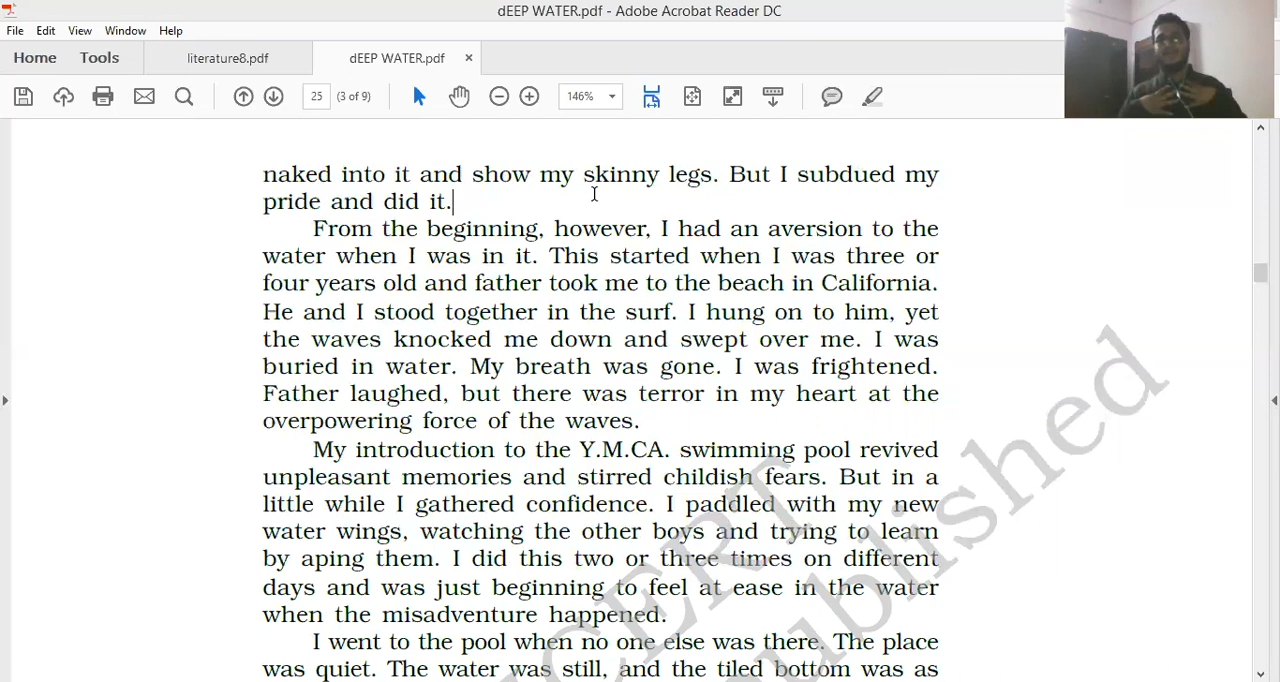 dEEP WATER.pdf - Adobe Acrobat Reader DC
File Edit View Window Help
Home Tools literature8.pdf dEEP WATER.pdf ×
25 (3 of 9) 146%
naked into it and show my skinny legs. But I subdued my
pride and did it.
From the beginning, however, I had an aversion to the
water when I was in it. This started when I was three or
four years old and father took me to the beach in California.
He and I stood together in the surf. I hung on to him, yet
the waves knocked me down and swept over me. I was
buried in water. My breath was gone. I was frightened.
Father laughed, but there was terror in my heart at the
overpowering force of the waves.
My introduction to the Y.M.CA. swimming pool revived
unpleasant memories and stirred childish fears. But in a
little while I gathered confidence. I paddled with my new
water wings, watching the other boys and trying to learn
by aping them. I did this two or three times on different
days and was just beginning to feel at ease in the water
when the misadventure happened.
I went to the pool when no one else was there. The place
was quiet. The water was still, and the tiled bottom was as
NCERT
published